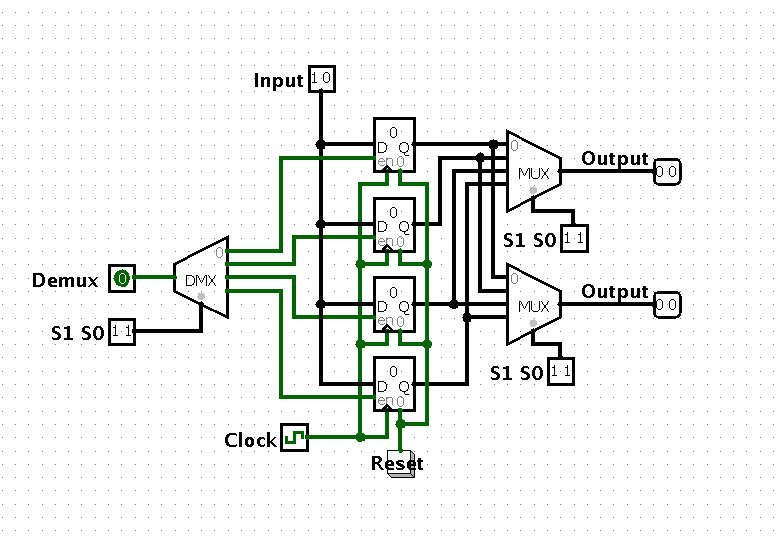 Input 1 0
0
D Q
en 0
0
MUX
Output 0 0
S1 S0 1 1
0
D Q
en 0
Demux 0
0
DMX
S1 S0 1 1
0
D Q
en 0
0
MUX
Output 0 0
S1 S0 1 1
0
D Q
en 0
Clock
Reset